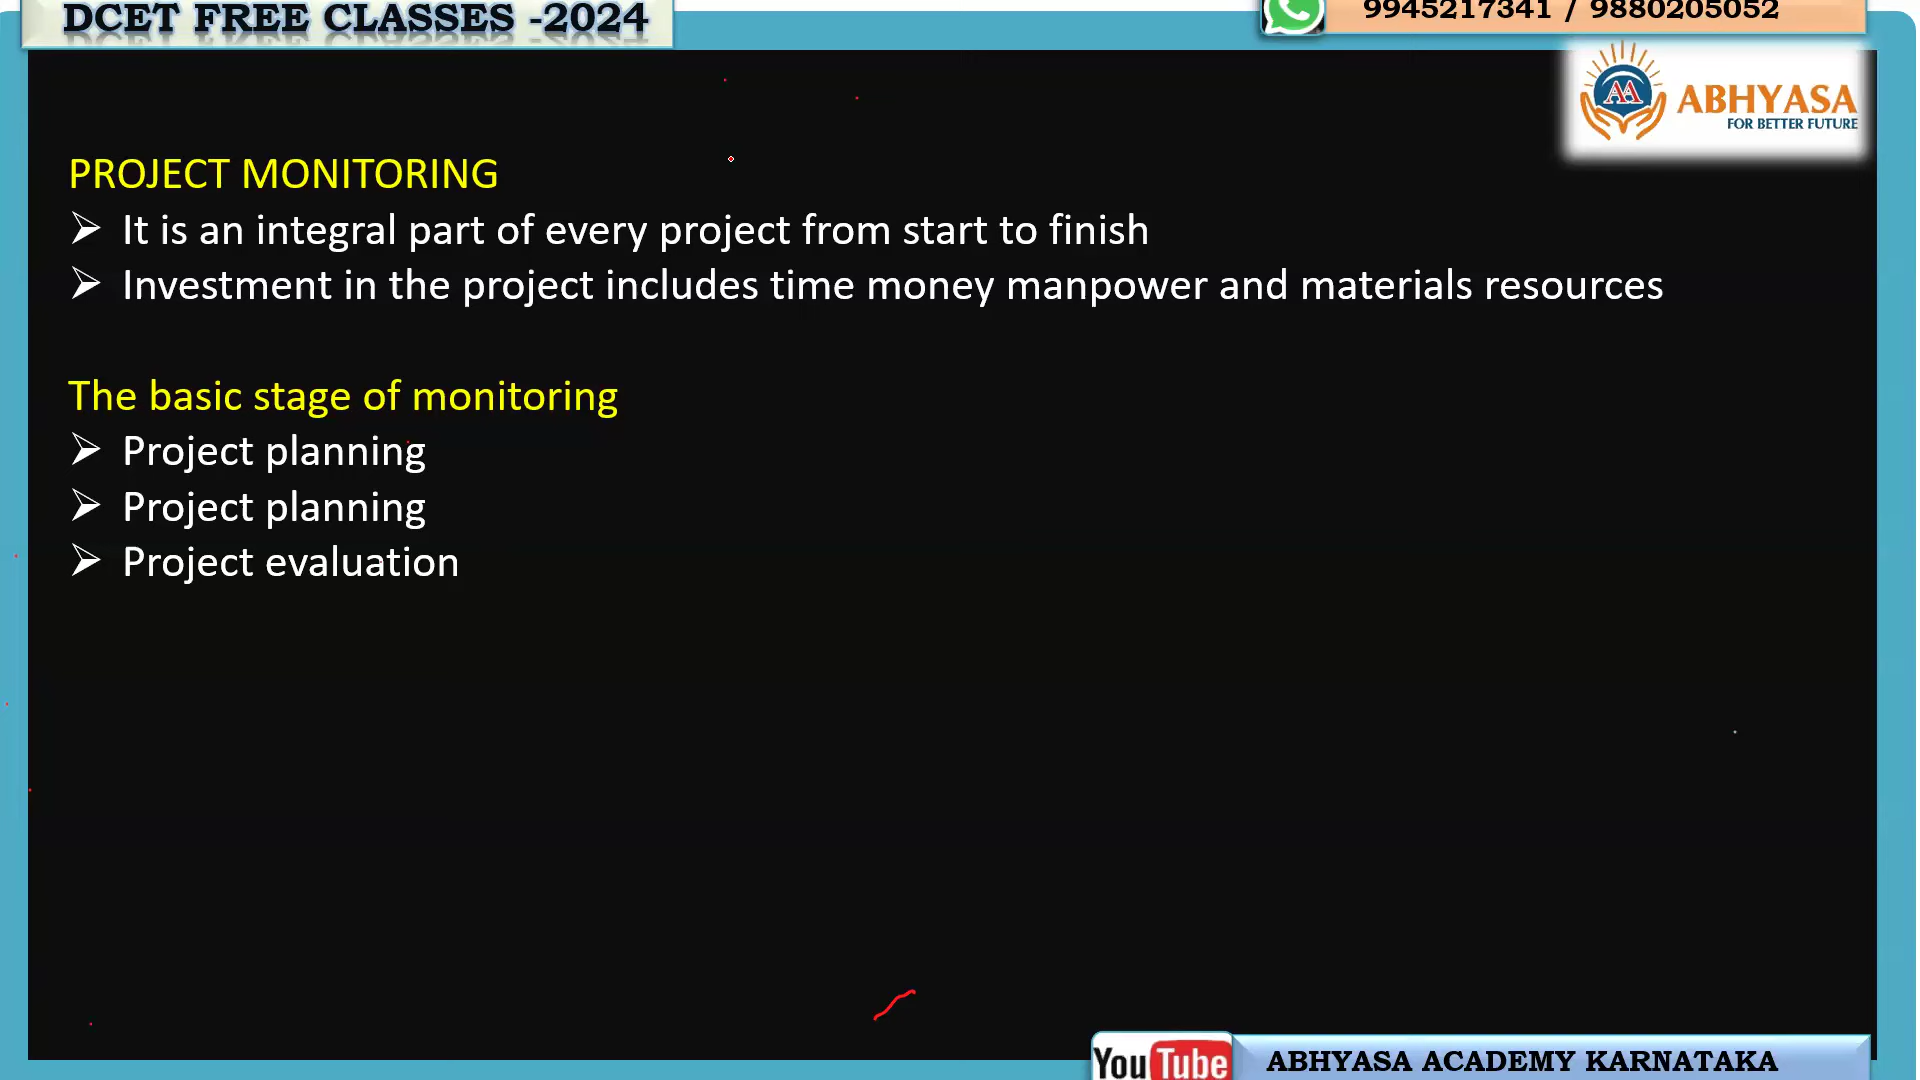 DCET FREE CLASSES -2024
9945217341 / 9880205052
AA
ABHYASA
FOR BETTER FUTURE
PROJECT MONITORING
➢ It is an integral part of every project from start to finish
➢ Investment in the project includes time money manpower and materials resources
The basic stage of monitoring
➢ Project planning
➢ Project planning
➢ Project evaluation
YouTube
ABHYASA ACADEMY KARNATAKA